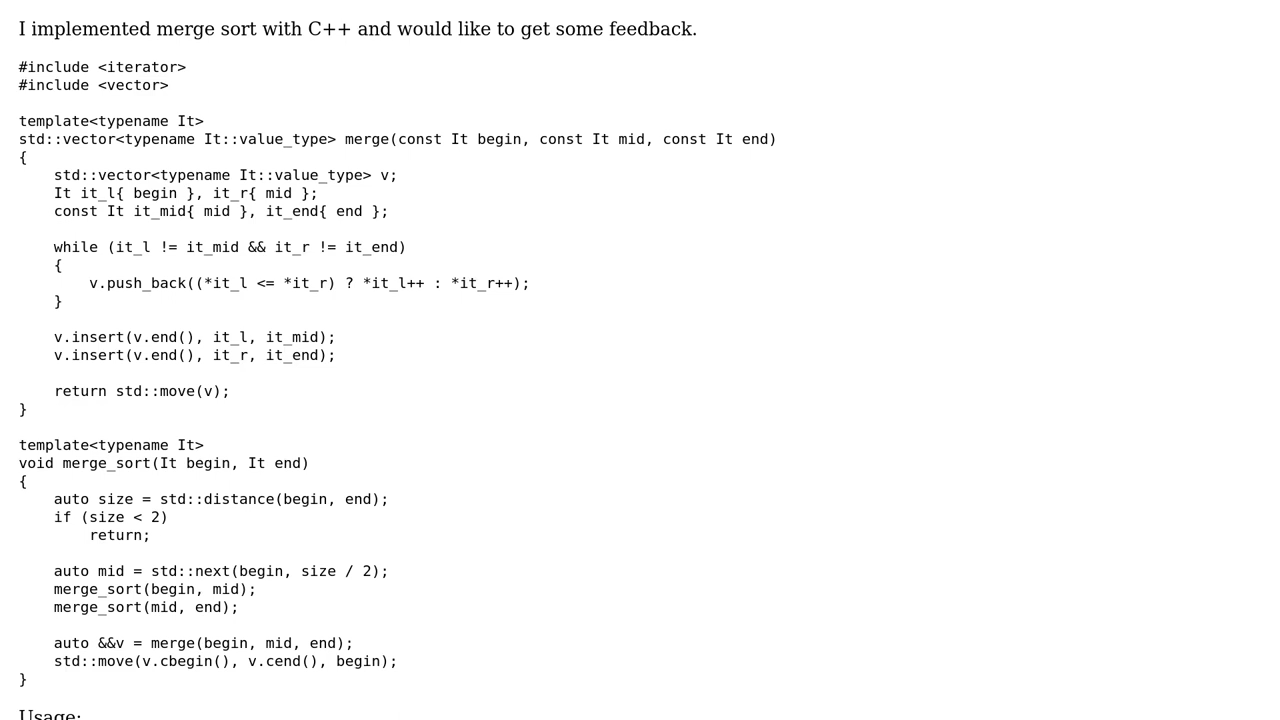 I implemented merge sort with C++ and would like to get some feedback.
#include <iterator>
#include <vector>
template<typename It>
std::vector<typename It::value_type> merge(const It begin, const It mid, const It end)
{
    std::vector<typename It::value_type> v;
    It it_l{ begin }, it_r{ mid };
    const It it_mid{ mid }, it_end{ end };
    while (it_l != it_mid && it_r != it_end)
    {
        v.push_back((*it_l <= *it_r) ? *it_l++ : *it_r++);
    }
    v.insert(v.end(), it_l, it_mid);
    v.insert(v.end(), it_r, it_end);
    return std::move(v);
}
template<typename It>
void merge_sort(It begin, It end)
{
    auto size = std::distance(begin, end);
    if (size < 2)
        return;
    auto mid = std::next(begin, size / 2);
    merge_sort(begin, mid);
    merge_sort(mid, end);
    auto &&v = merge(begin, mid, end);
    std::move(v.cbegin(), v.cend(), begin);
}
Usage: